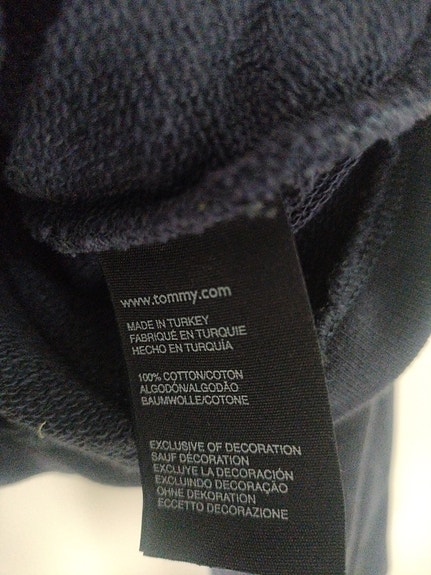 www.tommy.com
MADE IN TURKEY
FABRIQUÉ EN TURQUIE
HECHO EN TURQUÍA
100% COTTON/COTON
ALGODÓN/ALGODÃO
BAUMWOLLE/COTONE
EXCLUSIVE OF DECORATION
SAUF DÉCORATION
EXCLUYE LA DECORACIÓN
EXCLUINDO DECORAÇÃO
OHNE DEKORATION
ECCETTO DECORAZIONE